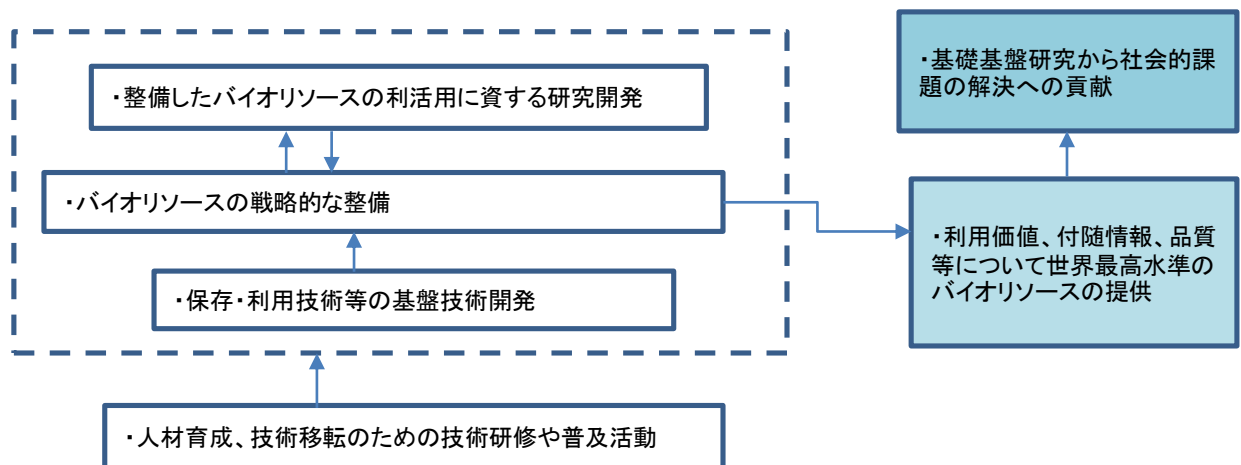 ・整備したバイオリソースの利活用に資する研究開発
・バイオリソースの戦略的な整備
・保存・利用技術等の基盤技術開発
・人材育成、技術移転のための技術研修や普及活動
・基礎基盤研究から社会的課
題の解決への貢献
・利用価値、付随情報、品質
等について世界最高水準の
バイオリソースの提供